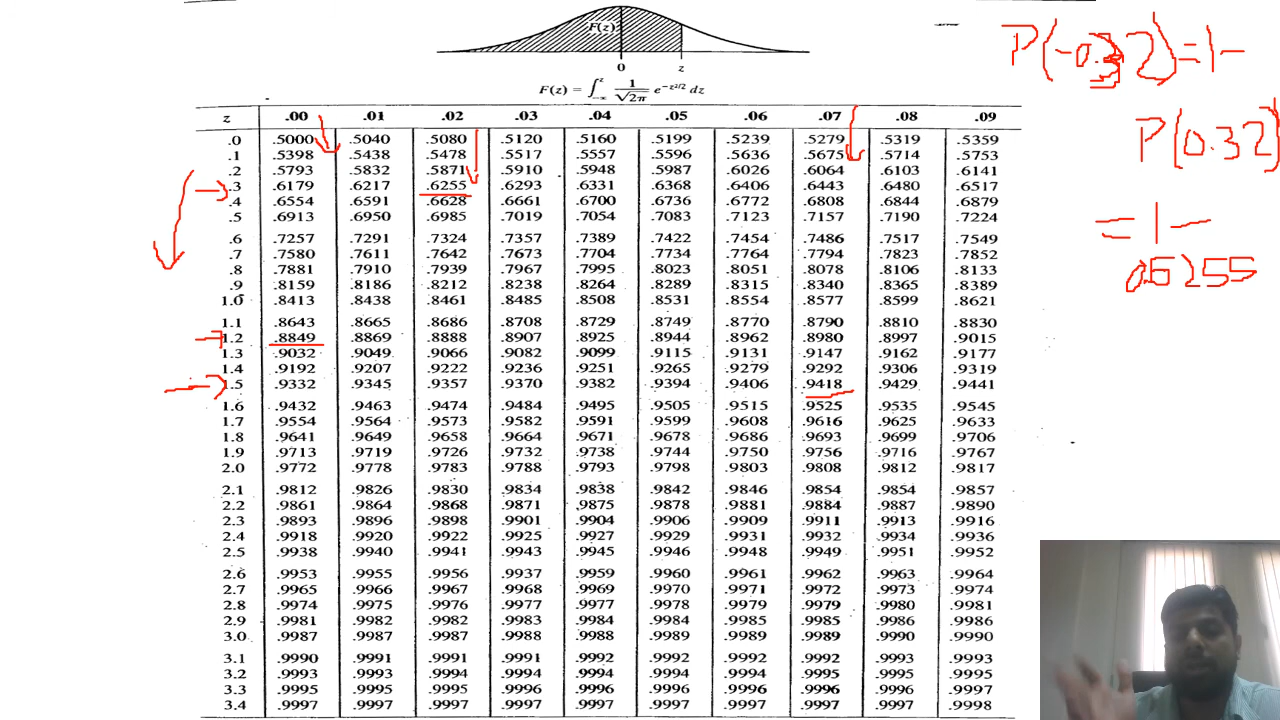 F(z)
0 z
F(z) = ∫_{-∞}^{z} 1/√2π e^{-z²/2} dz
z .00 .01 .02 .03 .04 .05 .06 .07 .08 .09
.0 .5000 .5040 .5080 .5120 .5160 .5199 .5239 .5279 .5319 .5359
.1 .5398 .5438 .5478 .5517 .5557 .5596 .5636 .5675 .5714 .5753
.2 .5793 .5832 .5871 .5910 .5948 .5987 .6026 .6064 .6103 .6141
.3 .6179 .6217 .6255 .6293 .6331 .6368 .6406 .6443 .6480 .6517
.4 .6554 .6591 .6628 .6661 .6700 .6736 .6772 .6808 .6844 .6879
.5 .6913 .6950 .6985 .7019 .7054 .7083 .7123 .7157 .7190 .7224
.6 .7257 .7291 .7324 .7357 .7389 .7422 .7454 .7486 .7517 .7549
.7 .7580 .7611 .7642 .7673 .7704 .7734 .7764 .7794 .7823 .7852
.8 .7881 .7910 .7939 .7967 .7995 .8023 .8051 .8078 .8106 .8133
.9 .8159 .8186 .8212 .8238 .8264 .8289 .8315 .8340 .8365 .8389
1.0 .8413 .8438 .8461 .8485 .8508 .8531 .8554 .8577 .8599 .8621
1.1 .8643 .8665 .8686 .8708 .8729 .8749 .8770 .8790 .8810 .8830
1.2 .8849 .8869 .8888 .8907 .8925 .8944 .8962 .8980 .8997 .9015
1.3 .9032 .9049 .9066 .9082 .9099 .9115 .9131 .9147 .9162 .9177
1.4 .9192 .9207 .9222 .9236 .9251 .9265 .9279 .9292 .9306 .9319
1.5 .9332 .9345 .9357 .9370 .9382 .9394 .9406 .9418 .9429 .9441
1.6 .9432 .9463 .9474 .9484 .9495 .9505 .9515 .9525 .9535 .9545
1.7 .9554 .9564 .9573 .9582 .9591 .9599 .9608 .9616 .9625 .9633
1.8 .9641 .9649 .9658 .9664 .9671 .9678 .9686 .9693 .9699 .9706
1.9 .9713 .9719 .9726 .9732 .9738 .9744 .9750 .9756 .9716 .9767
2.0 .9772 .9778 .9783 .9788 .9793 .9798 .9803 .9808 .9812 .9817
2.1 .9812 .9826 .9830 .9834 .9838 .9842 .9846 .9854 .9854 .9857
2.2 .9861 .9864 .9868 .9871 .9875 .9878 .9881 .9884 .9887 .9890
2.3 .9893 .9896 .9898 .9901 .9904 .9906 .9909 .9911 .9913 .9916
2.4 .9918 .9920 .9922 .9925 .9927 .9929 .9931 .9932 .9934 .9936
2.5 .9938 .9940 .9941 .9943 .9945 .9946 .9948 .9949 .9951 .9952
2.6 .9953 .9955 .9956 .9937 .9959 .9960 .9961 .9962 .9963 .9964
2.7 .9965 .9966 .9967 .9968 .9969 .9970 .9971 .9972 .9973 .9974
2.8 .9974 .9975 .9976 .9977 .9977 .9978 .9979 .9979 .9980 .9981
2.9 .9981 .9982 .9982 .9983 .9984 .9984 .9985 .9985 .9986 .9986
3.0 .9987 .9987 .9987 .9988 .9988 .9989 .9989 .9989 .9990 .9990
3.1 .9990 .9991 .9991 .9991 .9992 .9992 .9992 .9992 .9993 .9993
3.2 .9993 .9993 .9994 .9994 .9994 .9994 .9994 .9995 .9995 .9995
3.3 .9995 .9995 .9995 .9996 .9996 .9996 .9996 .9996 .9996 .9997
3.4 .9997 .9997 .9997 .9997 .9997 .9997 .9997 .9997 .9997 .9998
P(-0.32)=1-
P(0.32)
=1-
0.6255